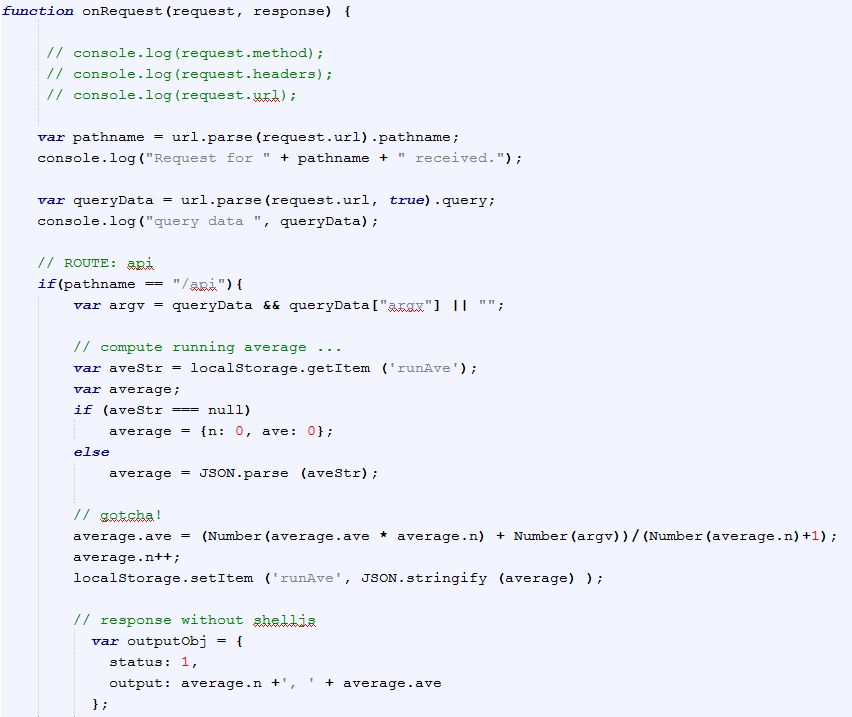 function onRequest(request, response) {
// console.log(request.method);
// console.log(request.headers);
// console.log(request.url);
var pathname = url.parse(request.url).pathname;
console.log("Request for " + pathname + " received.");
var queryData = url.parse(request.url, true).query;
console.log("query data ", queryData);
// ROUTE: api
if(pathname == "/api"){
var argv = queryData && queryData["argv"] || "";
// compute running average ...
var aveStr = localStorage.getItem ('runAve');
var average;
if (aveStr === null)
average = {n: 0, ave: 0};
else
average = JSON.parse (aveStr);
// gotcha!
average.ave = (Number(average.ave * average.n) + Number(argv))/(Number(average.n)+1);
average.n++;
localStorage.setItem ('runAve', JSON.stringify (average) );
// response without shelljs
var outputObj = {
status: 1,
output: average.n +', ' + average.ave
};